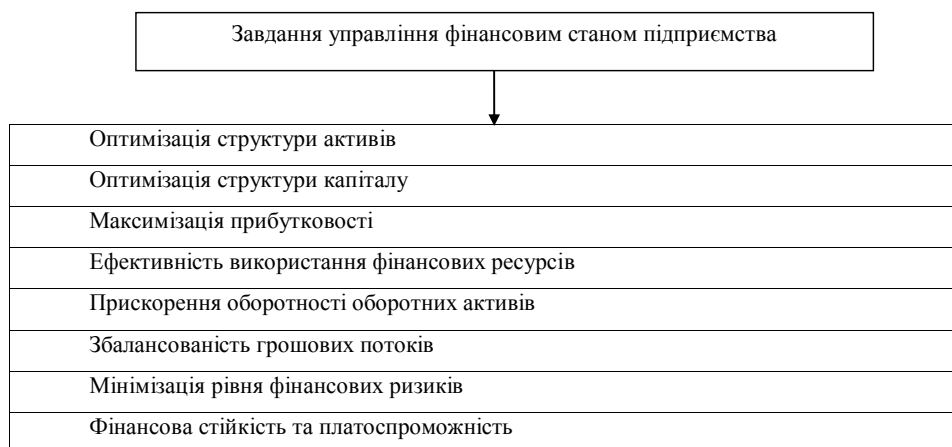 Завдання управління фінансовим станом підприємства
Оптимізація структури активів
Оптимізація структури капіталу
Максимізація прибутковості
Ефективність використання фінансових ресурсів
Прискорення оборотності оборотних активів
Збалансованість грошових потоків
Мінімізація рівня фінансових ризиків
Фінансова стійкість та платоспроможність